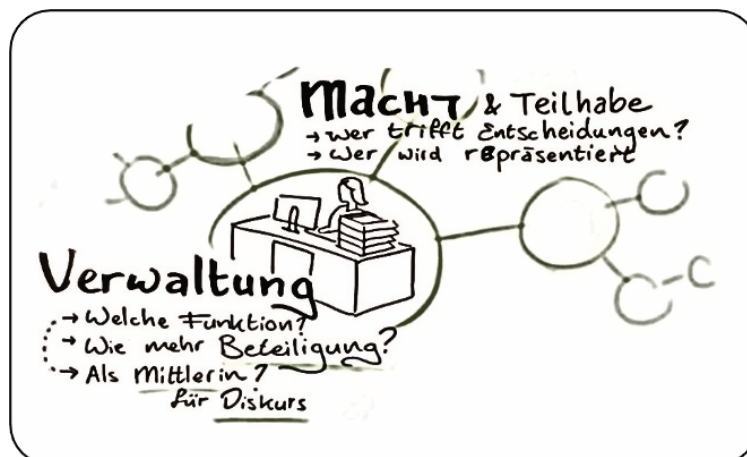 Macht & Teilhabe
→ Wer trifft Entscheidungen?
→ Wer wird repräsentiert
Verwaltung
→ Welche Funktion?
→ Wie mehr Beteiligung?
→ Als Mittlerin?
für Diskurs